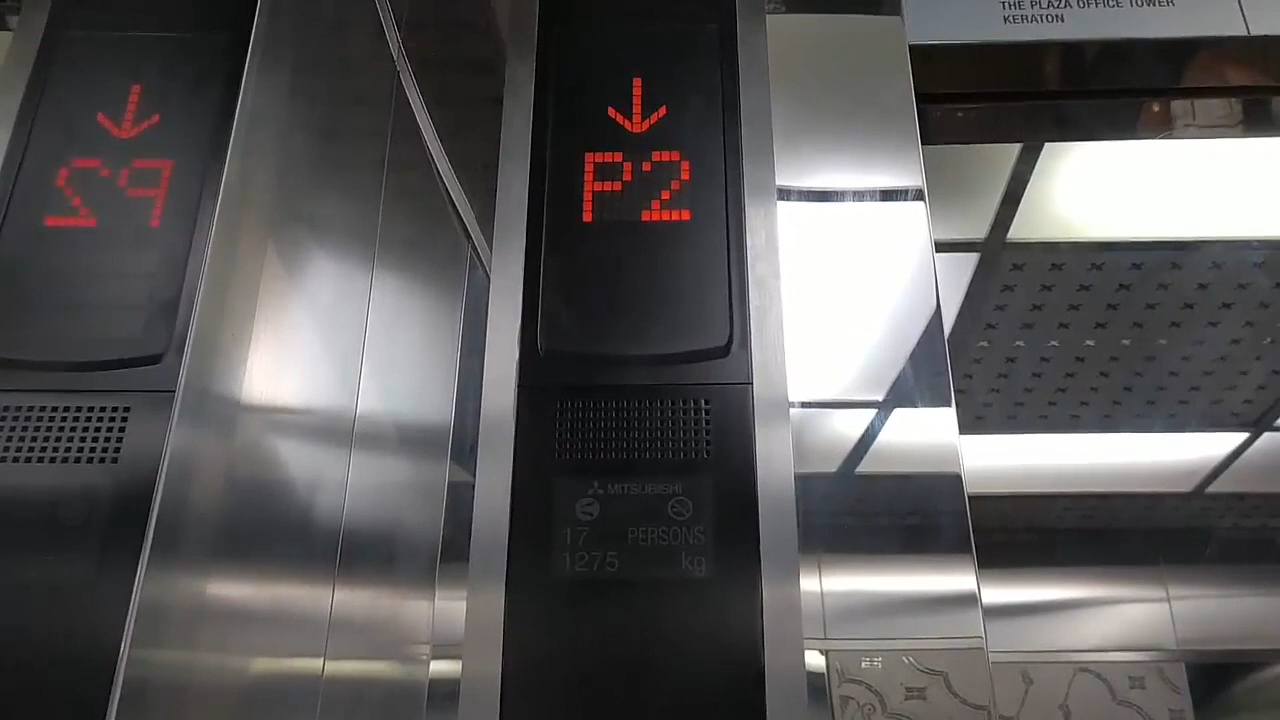 THE PLAZA OFFICE TOWER
KERATON
P2
MITSUBISHI
17 PERSONS
1275 kg